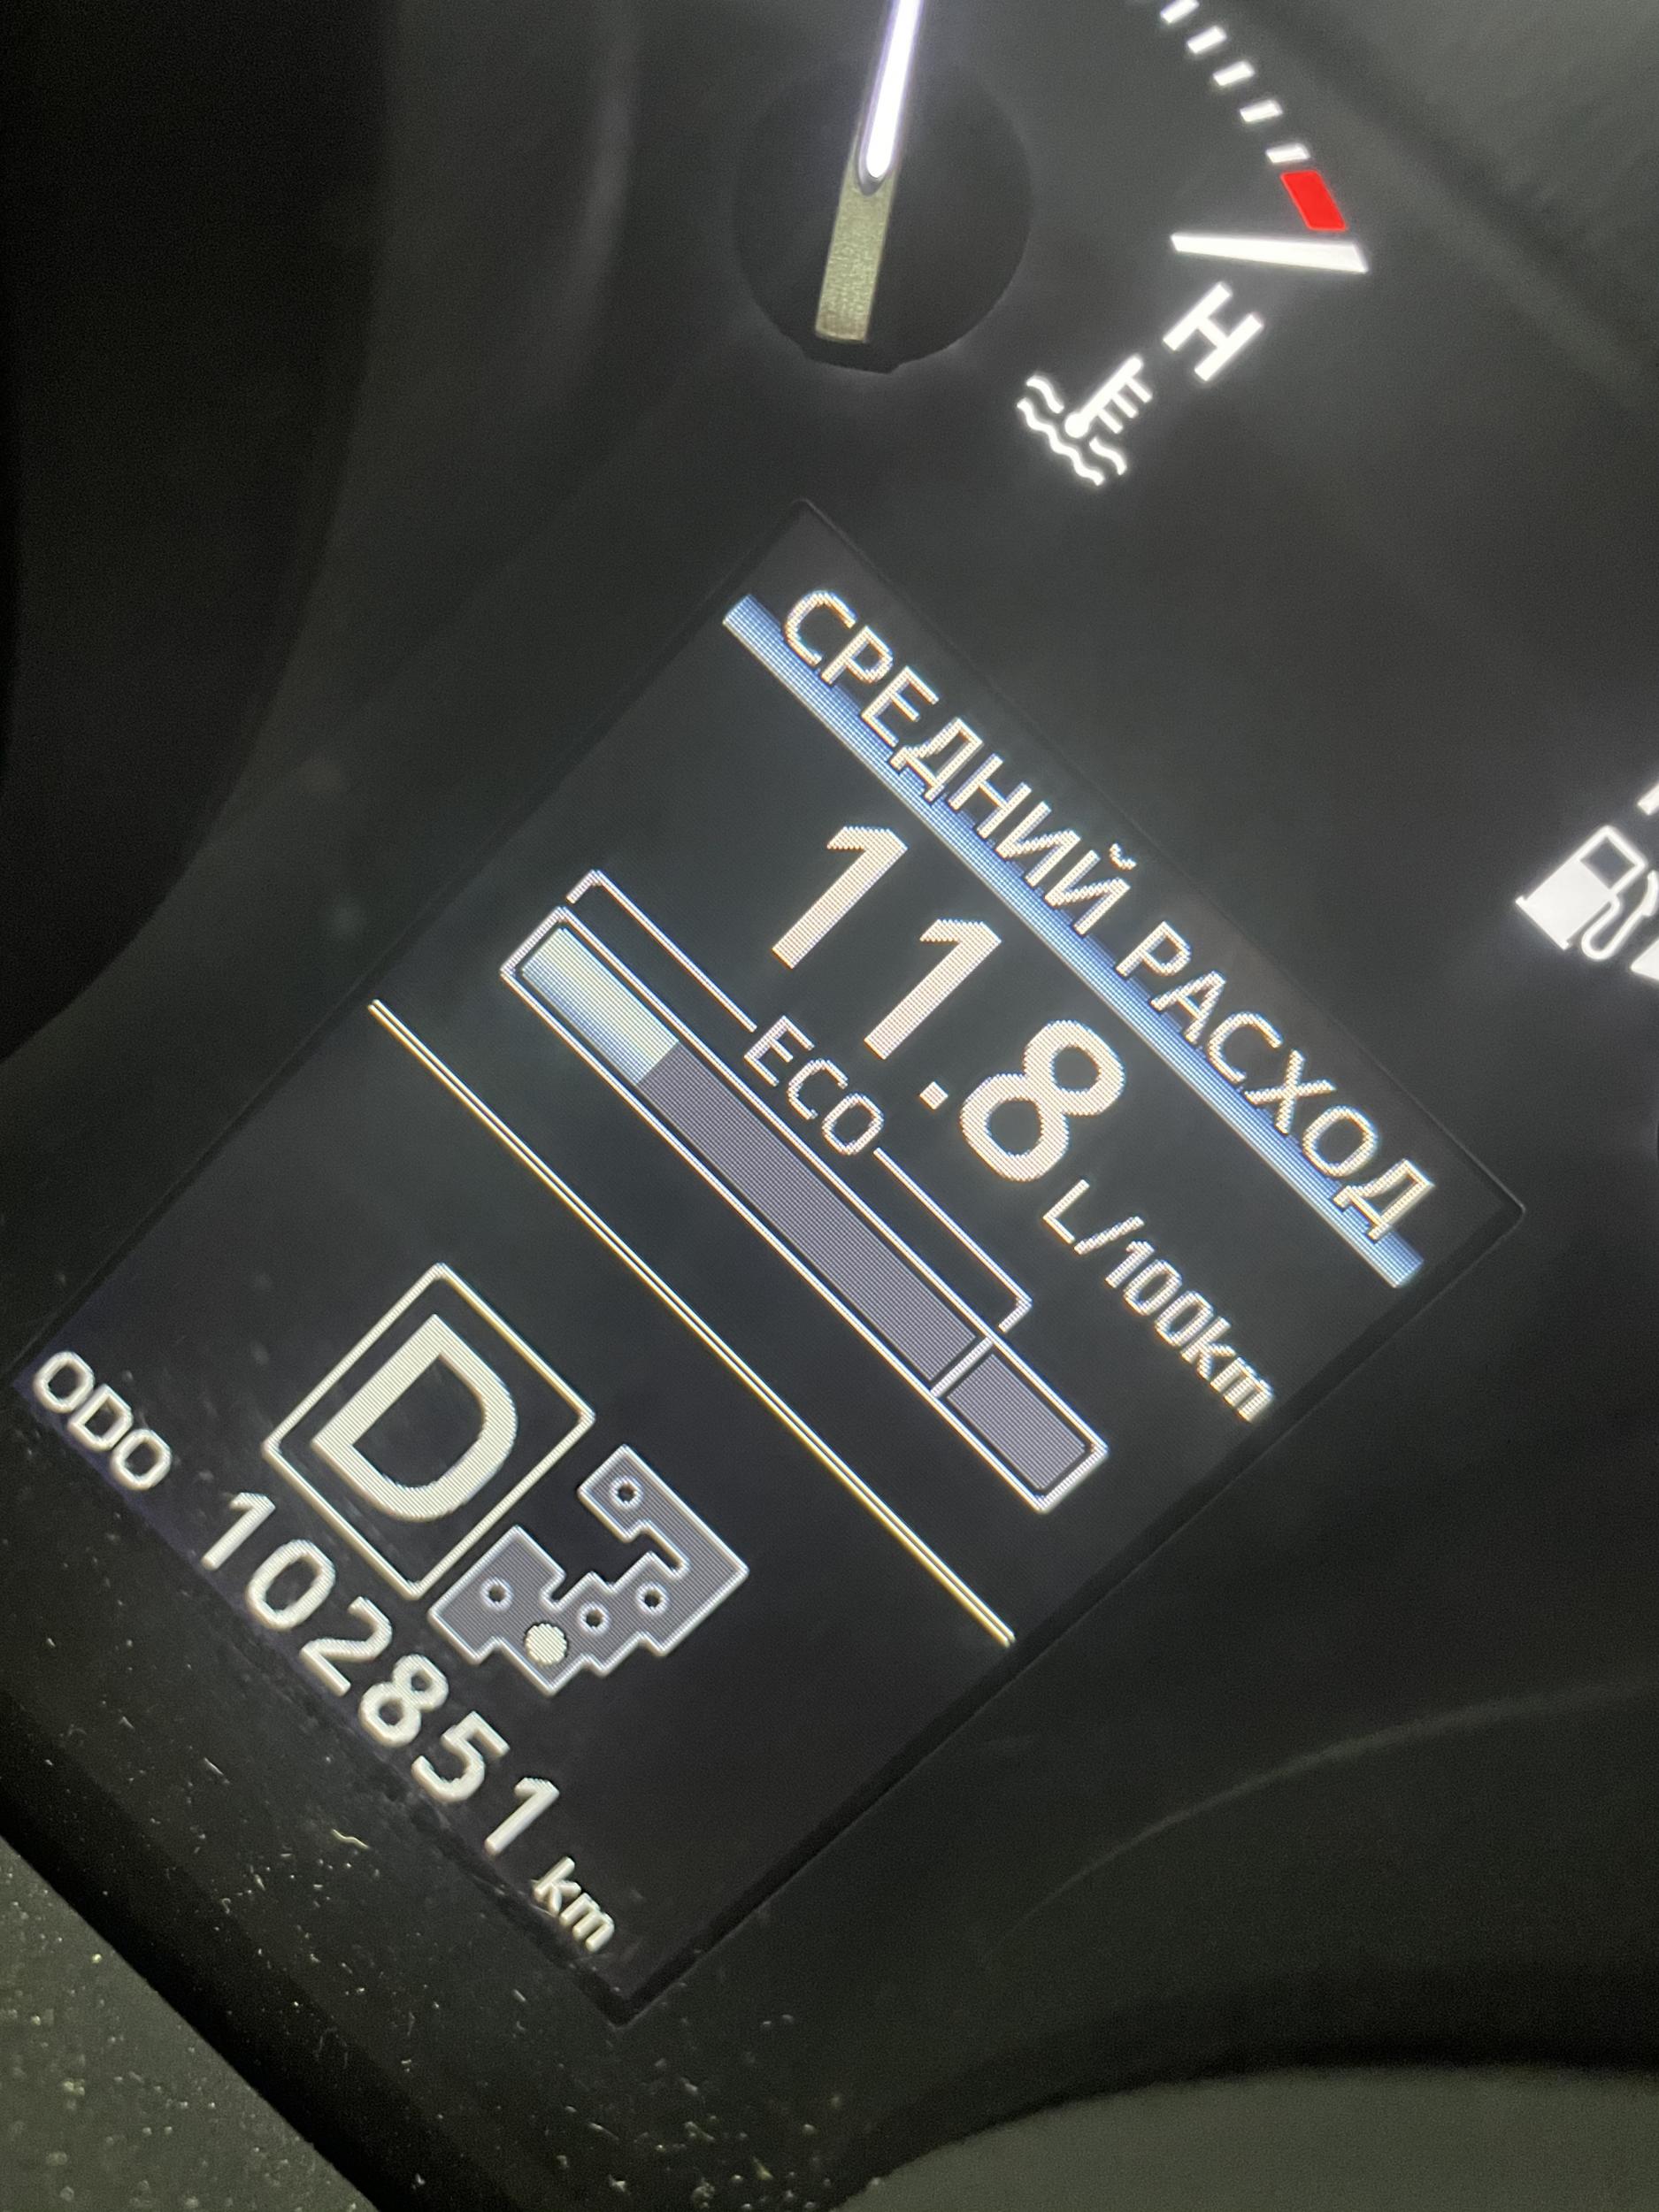 H
СРЕДНИЙ РАСХОД
11.8 L/100km
ECO
D
ODO 102851 km